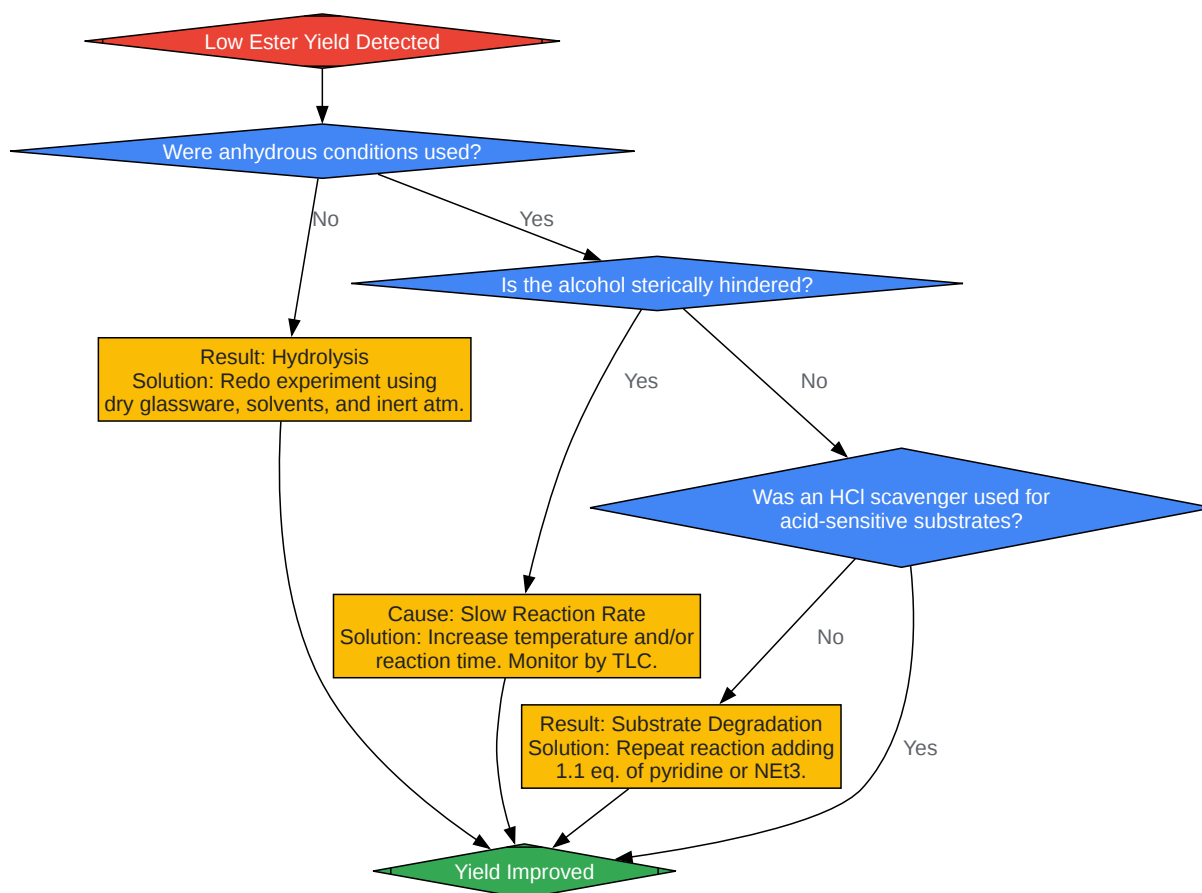 Low Ester Yield Detected
Were anhydrous conditions used?
No
Yes
Is the alcohol sterically hindered?
Result: Hydrolysis
Solution: Redo experiment using
dry glassware, solvents, and inert atm.
Yes
No
Was an HCl scavenger used for
acid-sensitive substrates?
Cause: Slow Reaction Rate
Solution: Increase temperature and/or
reaction time. Monitor by TLC.
No
Result: Substrate Degradation
Solution: Repeat reaction adding
1.1 eq. of pyridine or NEt3.
Yes
Yield Improved